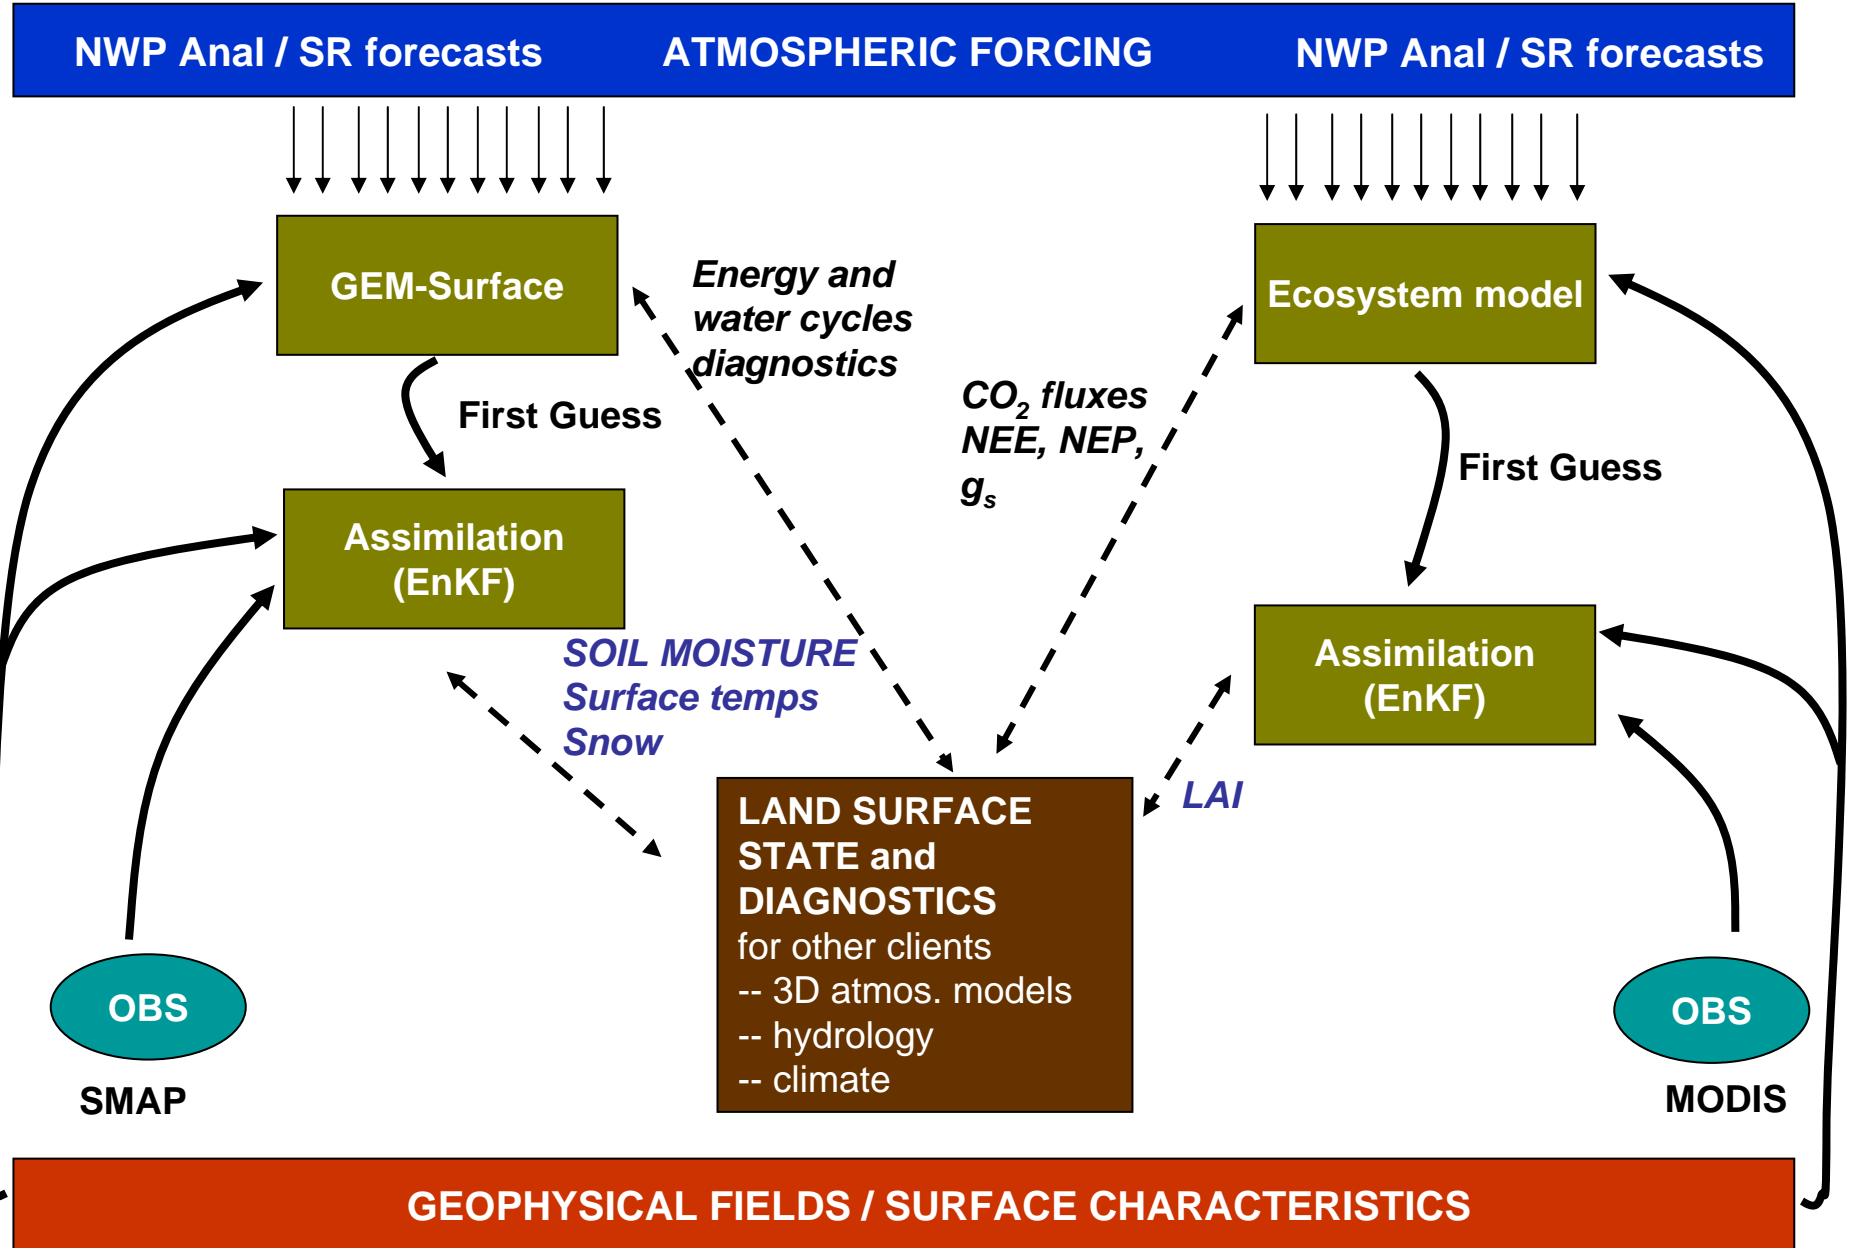 NWP Anal / SR forecasts
ATMOSPHERIC FORCING
NWP Anal / SR forecasts
GEM-Surface
Energy and
water cycles
diagnostics
Ecosystem model
First Guess
CO₂ fluxes
NEE, NEP,
gₛ
First Guess
Assimilation
(EnKF)
SOIL MOISTURE
Surface temps
Snow
Assimilation
(EnKF)
LAI
LAND SURFACE
STATE and
DIAGNOSTICS
for other clients
-- 3D atmos. models
-- hydrology
-- climate
OBS
SMAP
OBS
MODIS
GEOPHYSICAL FIELDS / SURFACE CHARACTERISTICS